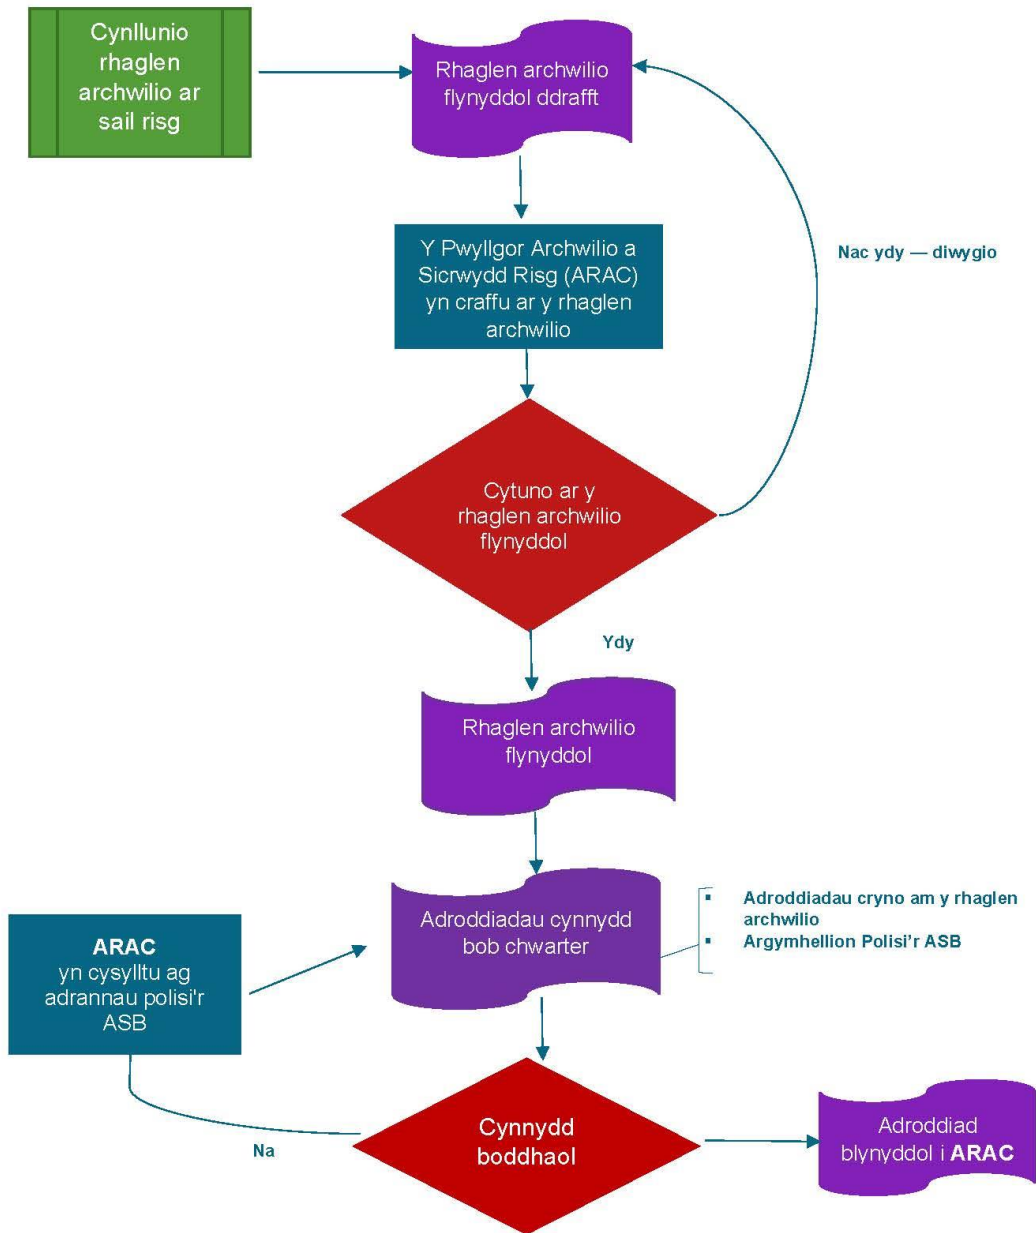 Cynllunio
rhaglen
archwilio ar
sail risg
Rhaglen archwilio
flynyddol ddrafft
Y Pwyllgor Archwilio a
Sicrwydd Risg (ARAC)
yn craffu ar y rhaglen
archwilio
Nac ydy — diwygio
Cytuno ar y
rhaglen archwilio
flynyddol
Ydy
Rhaglen archwilio
flynyddol
Adroddiadau cynnydd
bob chwarter
▪ Adroddiadau cryno am y rhaglen
archwilio
▪ Argymhellion Polisi’r ASB
ARAC
yn cysylltu ag
adrannau polisi'r
ASB
Na
Cynnydd
boddhaol
Adroddiad
blynyddol i ARAC